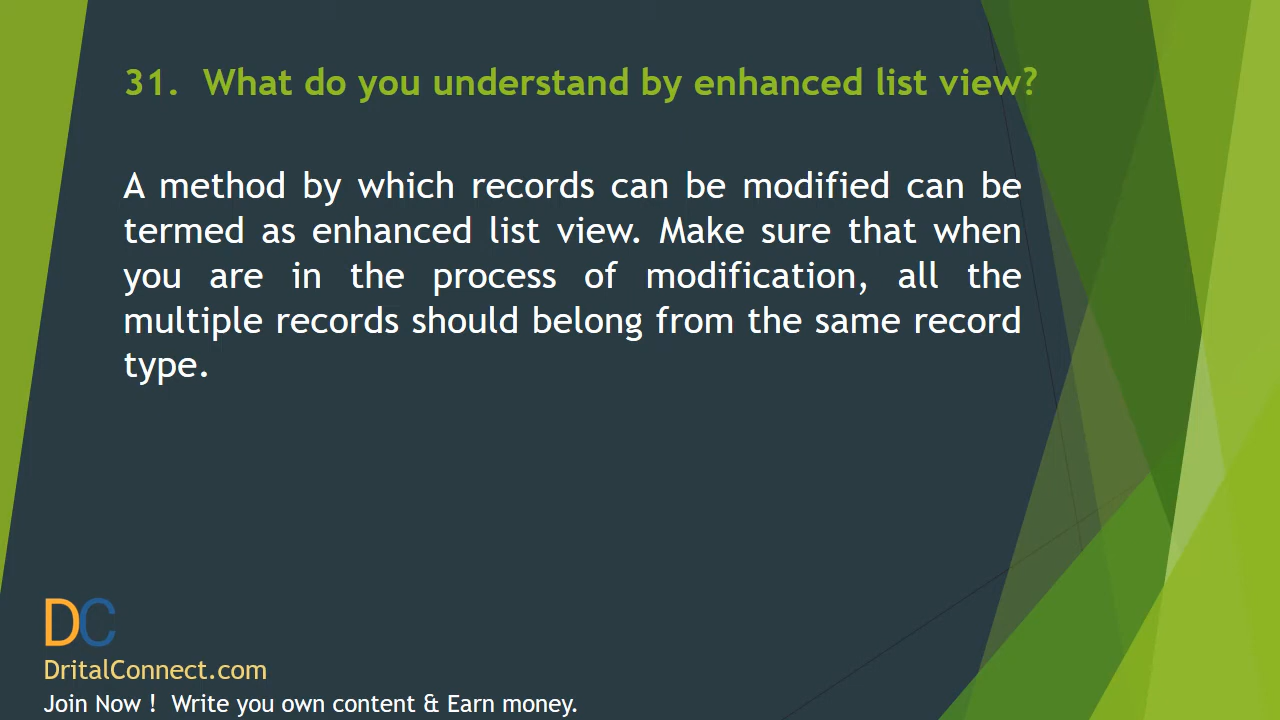 31. What do you understand by enhanced list view?
A method by which records can be modified can be
termed as enhanced list view. Make sure that when
you are in the process of modification, all the
multiple records should belong from the same record
type.
DC
DritalConnect.com
Join Now ! Write you own content & Earn money.